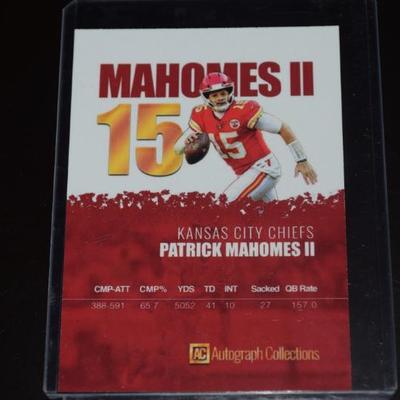 MAHOMES II
15
15
KANSAS CITY CHIEFS
PATRICK MAHOMES II
CMP-ATT CMP% YDS TD INT Sacked QB Rate
388-591 65.7 5052 41 10 27 157.0
AC Autograph Collections